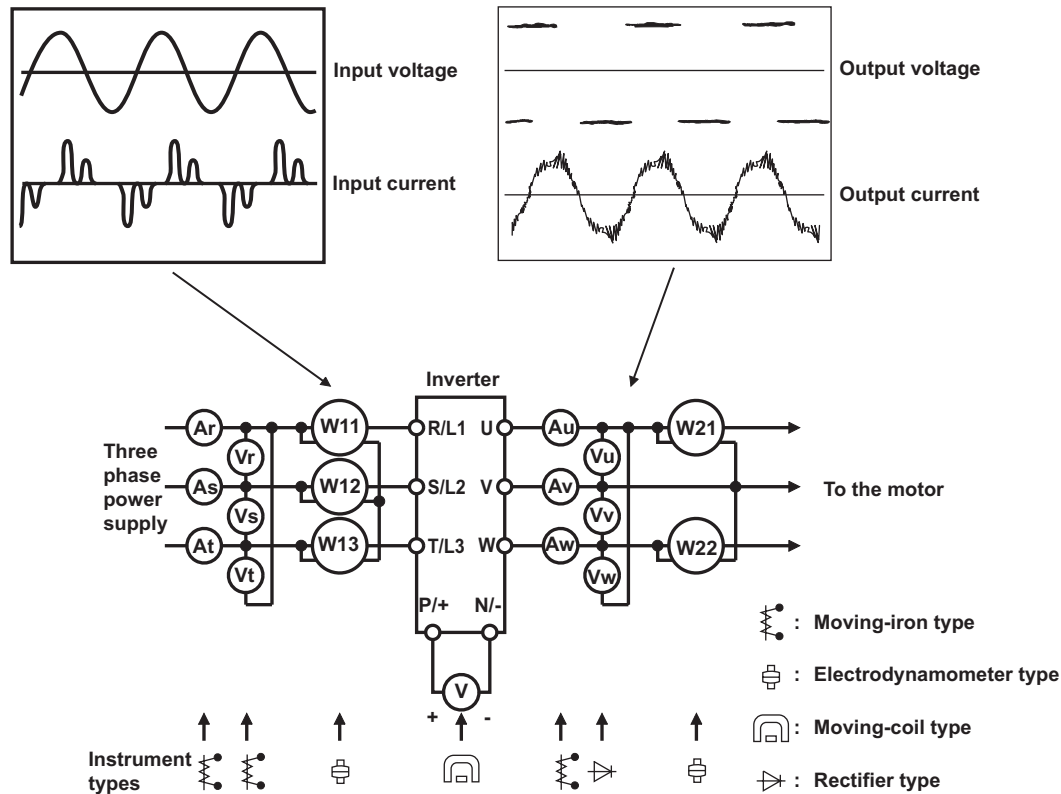 Input voltage
Input current
Output voltage
Output current
Inverter
Three
phase
power
supply
Ar
As
At
Vr
Vs
Vt
W11
W12
W13
R/L1
S/L2
T/L3
U
V
W
P/+
N/-
V
+
-
Au
Av
Aw
Vu
Vv
Vw
W21
W22
To the motor
: Moving-iron type
: Electrodynamometer type
: Moving-coil type
: Rectifier type
Instrument
types